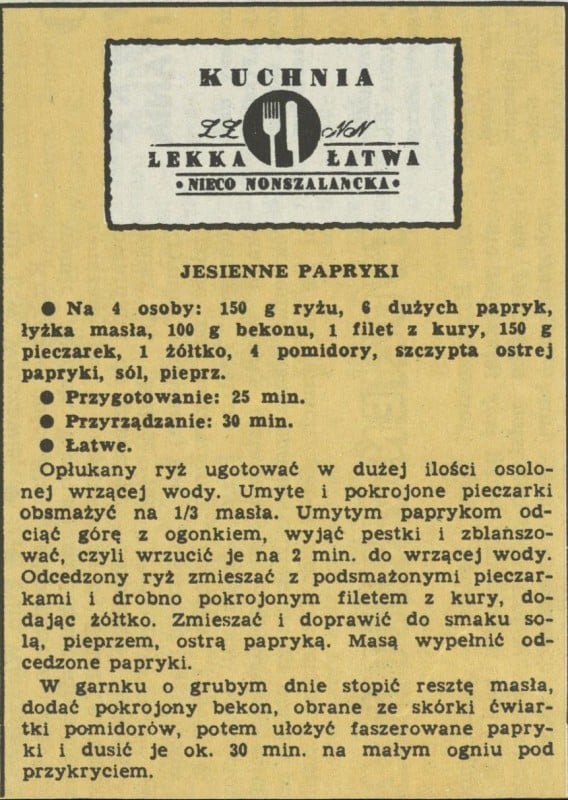 KUCHNIA
ŁŁ NN
LEKKA ŁATWA
• NIECO NONSZALANCKA •
JESIENNE PAPRYKI
● Na 4 osoby: 150 g ryżu, 6 dużych papryk,
łyżka masła, 100 g bekonu, 1 filet z kury, 150 g
pieczarek, 1 żółtko, 4 pomidory, szczypta ostrej
papryki, sól, pieprz.
● Przygotowanie: 25 min.
● Przyrządzanie: 30 min.
● Łatwe.
Opłukany ryż ugotować w dużej ilości osolo-
nej wrzącej wody. Umyte i pokrojone pieczarki
obsmażyć na 1/3 masła. Umytym paprykom od-
ciąć górę z ogonkiem, wyjąć pestki i zblanszo-
wać, czyli wrzucić je na 2 min. do wrzącej wody.
Odcedzony ryż zmieszać z podsmażonymi pieczar-
kami i drobno pokrojonym filetem z kury, do-
dając żółtko. Zmieszać i doprawić do smaku so-
lą, pieprzem, ostrą papryką. Masą wypełnić od-
cedzone papryki.
W garnku o grubym dnie stopić resztę masła,
dodać pokrojony bekon, obrane ze skórki ćwiar-
tki pomidorów, potem ułożyć faszerowane papry-
ki i dusić je ok. 30 min. na małym ogniu pod
przykryciem.